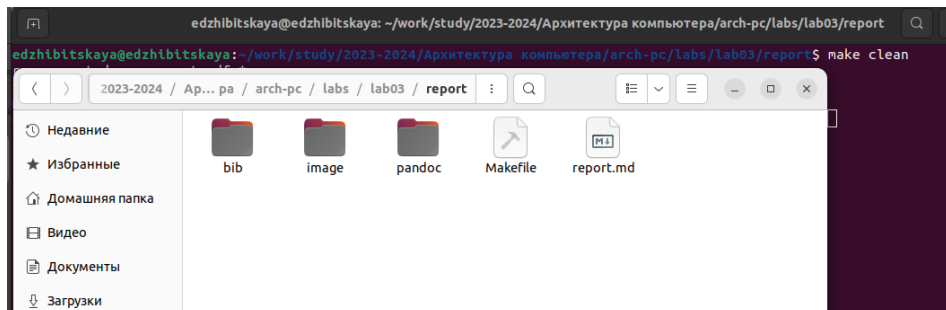 edzhibitskaya@edzhibitskaya: ~/work/study/2023-2024/Архитектура компьютера/arch-pc/labs/lab03/report
edzhibitskaya@edzhibitskaya:~/work/study/2023-2024/Архитектура компьютера/arch-pc/labs/lab03/report$ make clean
2023-2024 / Ар... ра / arch-pc / labs / lab03 / report
Недавние
Избранные
Домашняя папка
Видео
Документы
Загрузки
bib image pandoc Makefile report.md
M↓